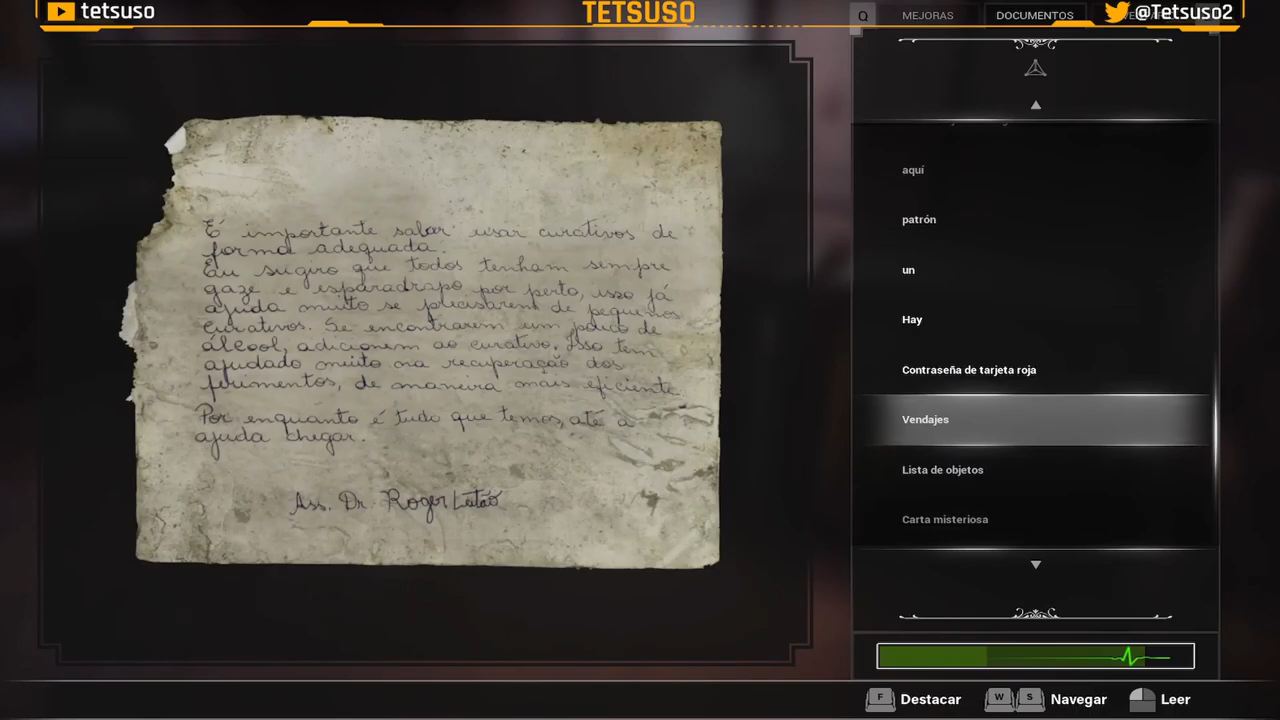 tetsuso
TETSUSO
@Tetsuso2
Q
MEJORAS
DOCUMENTOS
É importante saber usar curativos de
forma adequada.
Eu sugiro que todos tenham sempre
gaze e esparadrapo por perto, isso já
ajuda muito se precisarem de pequenos
curativos. Se encontrarem um pouco de
álcool, adicionem ao curativo. Isso tem
ajudado muito na recuperação dos
ferimentos, de maneira mais eficiente
Por enquanto é tudo que temos, até a
ajuda chegar.
Ass. Dr. Roger Leitão
aquí
patrón
un
Hay
Contraseña de tarjeta roja
Vendajes
Lista de objetos
Carta misteriosa
F Destacar
W S Navegar
Leer